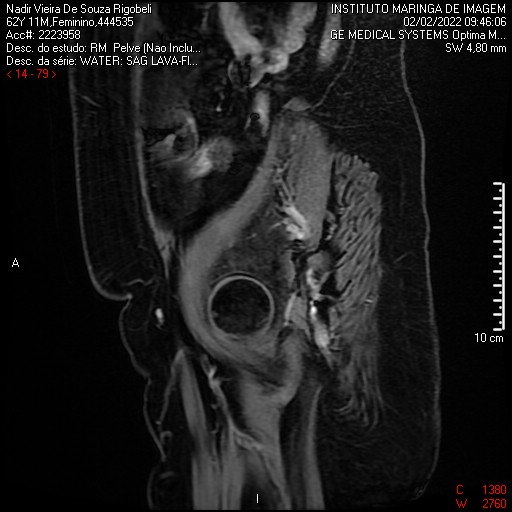 Nadir Vieira De Souza Rigobeli
62Y 11M,Feminino,444535
Acc#: 2223958
Desc. do estudo: RM Pelve (Nao Inclu...
Desc. da série: WATER: SAG LAVA-Fl...
< 14 - 79 >
INSTITUTO MARINGA DE IMAGEM
02/02/2022 09:46:06
GE MEDICAL SYSTEMS Optima M...
SW 4,80 mm
A
10 cm
I
C 1380
W 2760